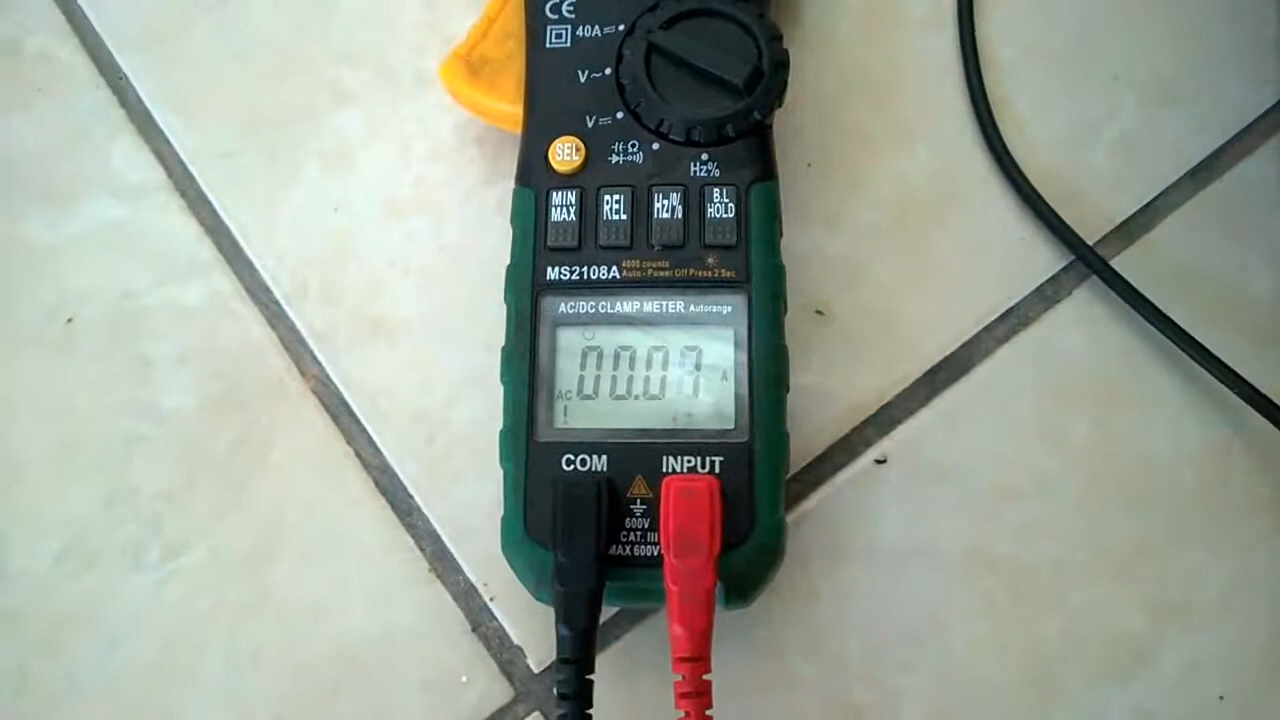 CE
40A
V~
V
SEL
Ω
Hz%
MIN MAX
REL
Hz/%
B.L HOLD
MS2108A
4000 counts
Auto - Power Off Press 2 Sec
AC/DC CLAMP METER Autorange
A
AC
COM
INPUT
600V
CAT. III
MAX 600V